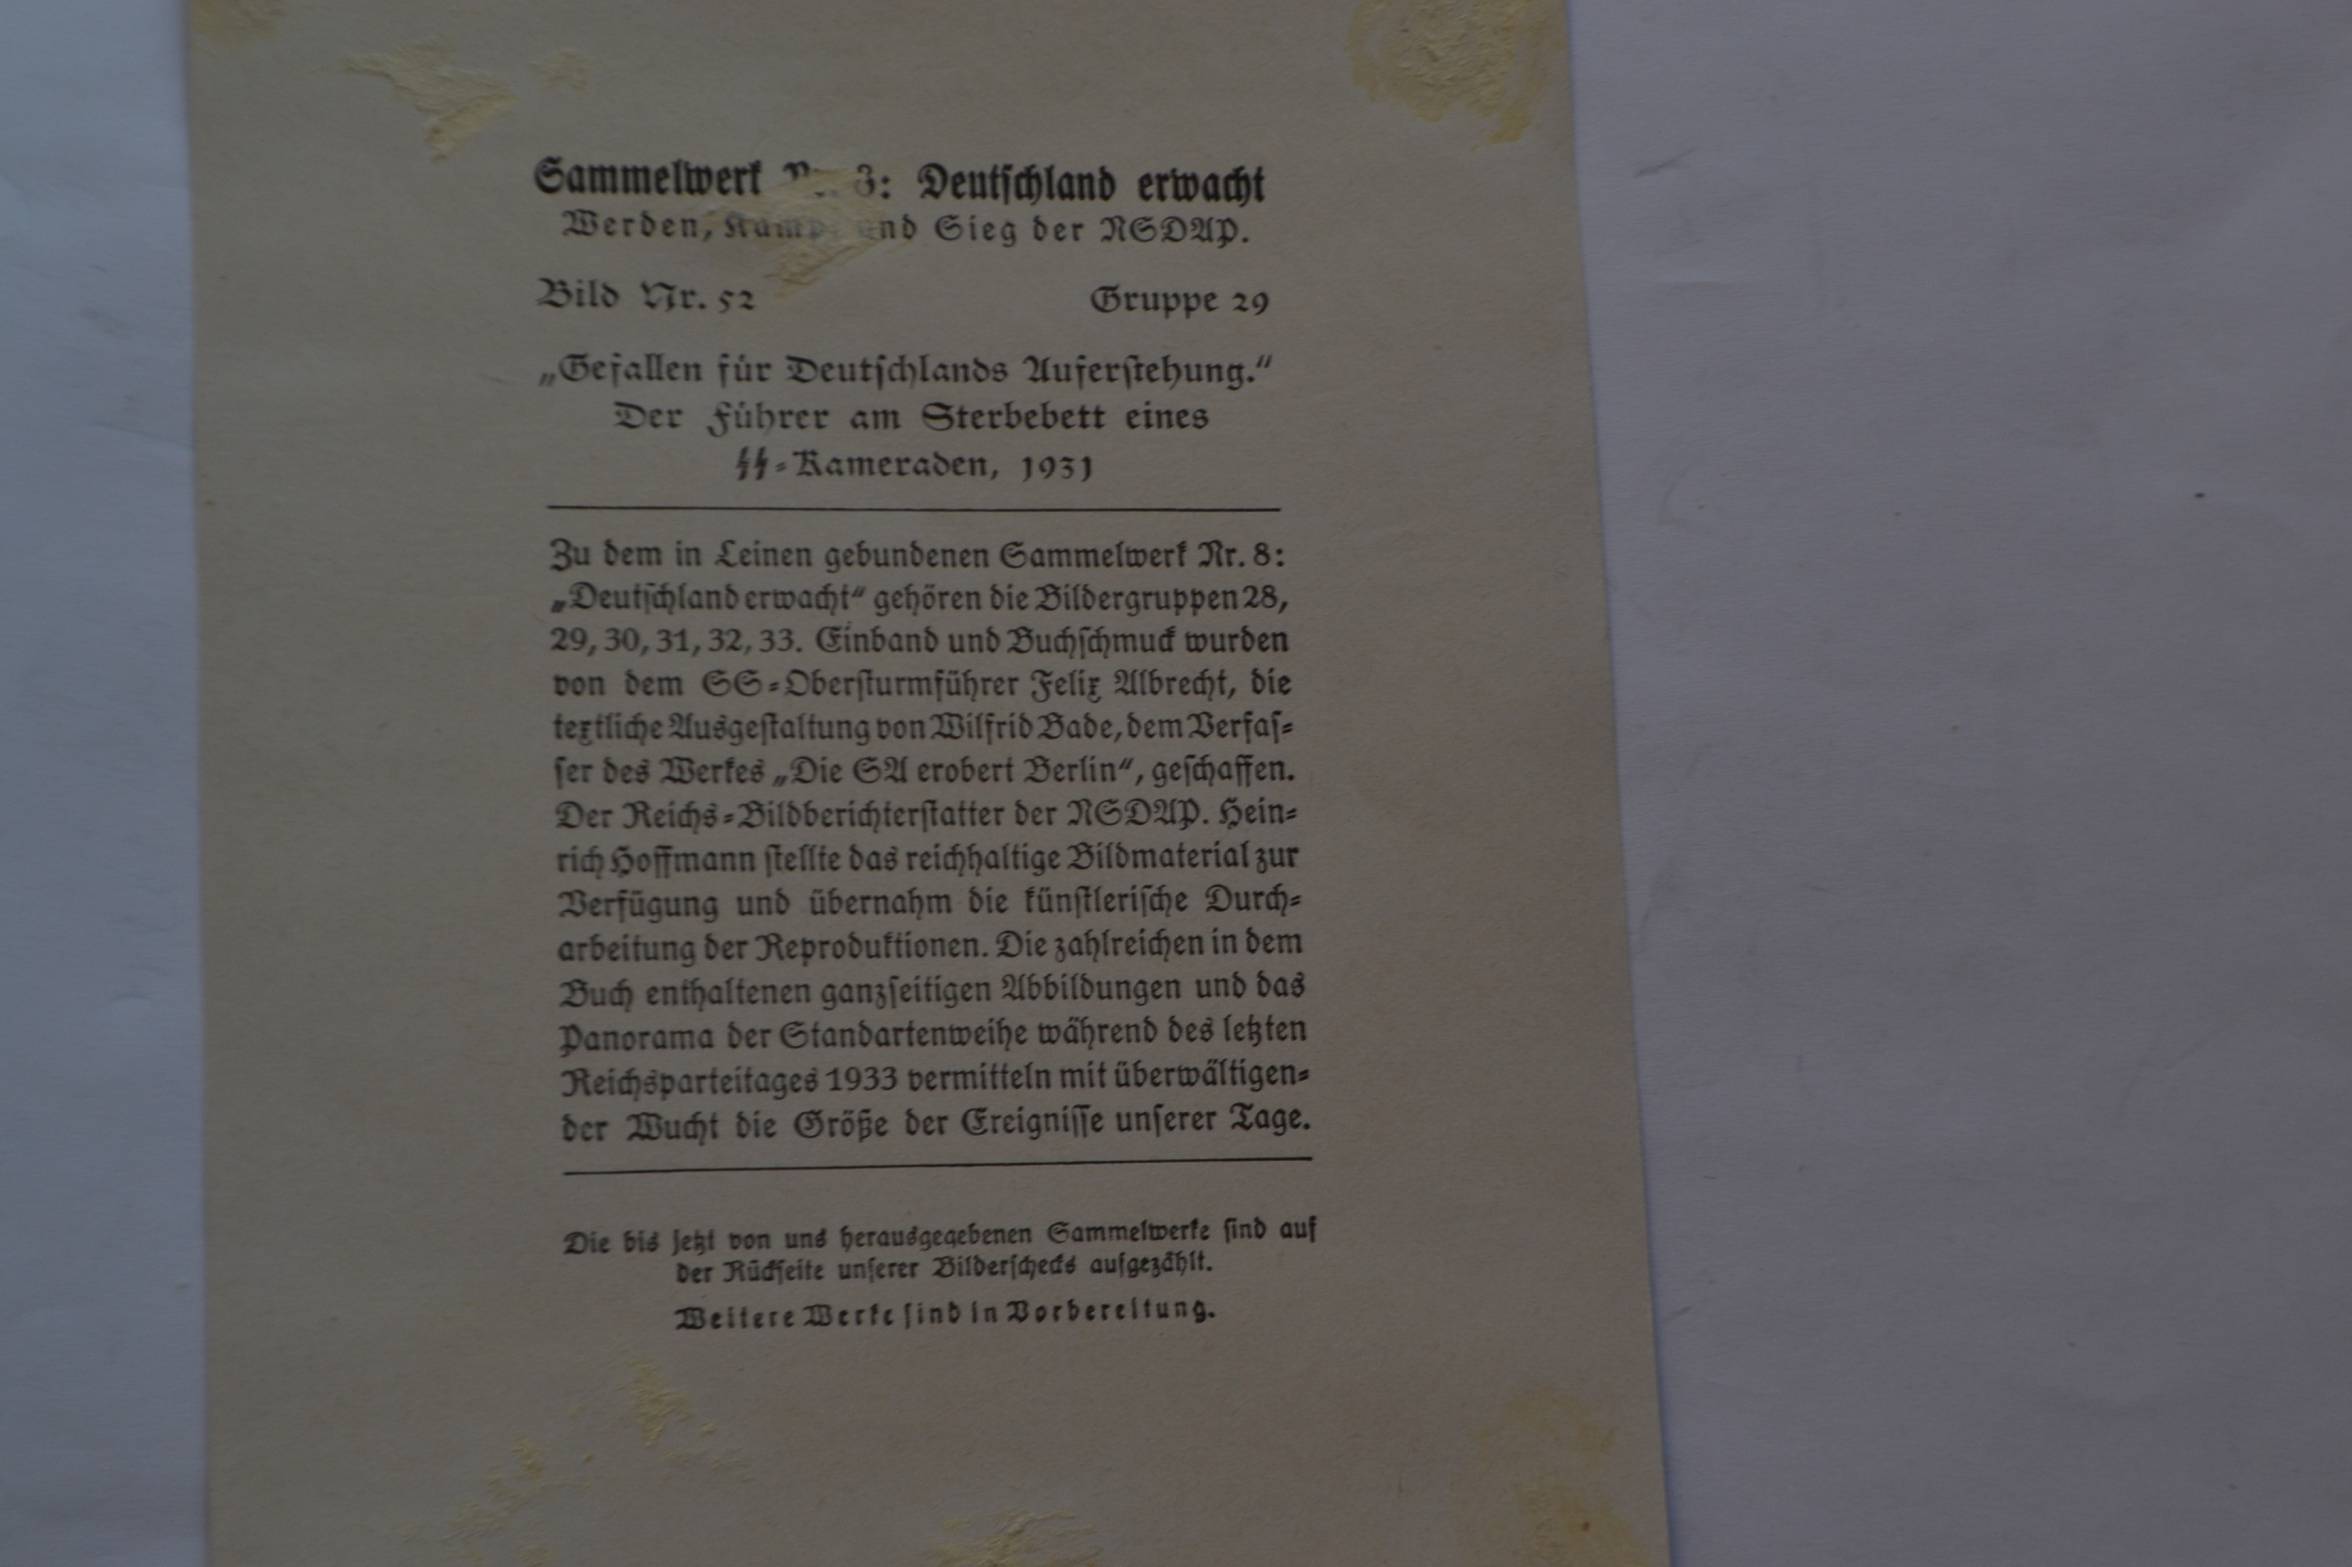 Sammelwerk Nr. 8: Deutschland erwacht
Werden, Kampf und Sieg der NSDAP.
Bild Nr. 52 Gruppe 29
„Gefallen für Deutschlands Auferstehung.“
Der Führer am Sterbebett eines
SS-Kameraden, 1931
Zu dem in Leinen gebundenen Sammelwerk Nr. 8:
„Deutschland erwacht“ gehören die Bildergruppen 28,
29, 30, 31, 32, 33. Einband und Buchschmuck wurden
von dem SS-Obersturmführer Felix Albrecht, die
textliche Ausgestaltung von Wilfrid Bade, dem Verfas-
ser des Werkes „Die SA erobert Berlin“, geschaffen.
Der Reichs-Bildberichterstatter der NSDAP. Hein-
rich Hoffmann stellte das reichhaltige Bildmaterial zur
Verfügung und übernahm die künstlerische Durch-
arbeitung der Reproduktionen. Die zahlreichen in dem
Buch enthaltenen ganzseitigen Abbildungen und das
Panorama der Standartenweihe während des letzten
Reichsparteitages 1933 vermitteln mit überwältigen-
der Wucht die Größe der Ereignisse unserer Tage.
Die bis jetzt von uns herausgegebenen Sammelwerke sind auf
der Rückseite unserer Bilderschecks aufgezählt.
Weitere Werke sind in Vorbereitung.